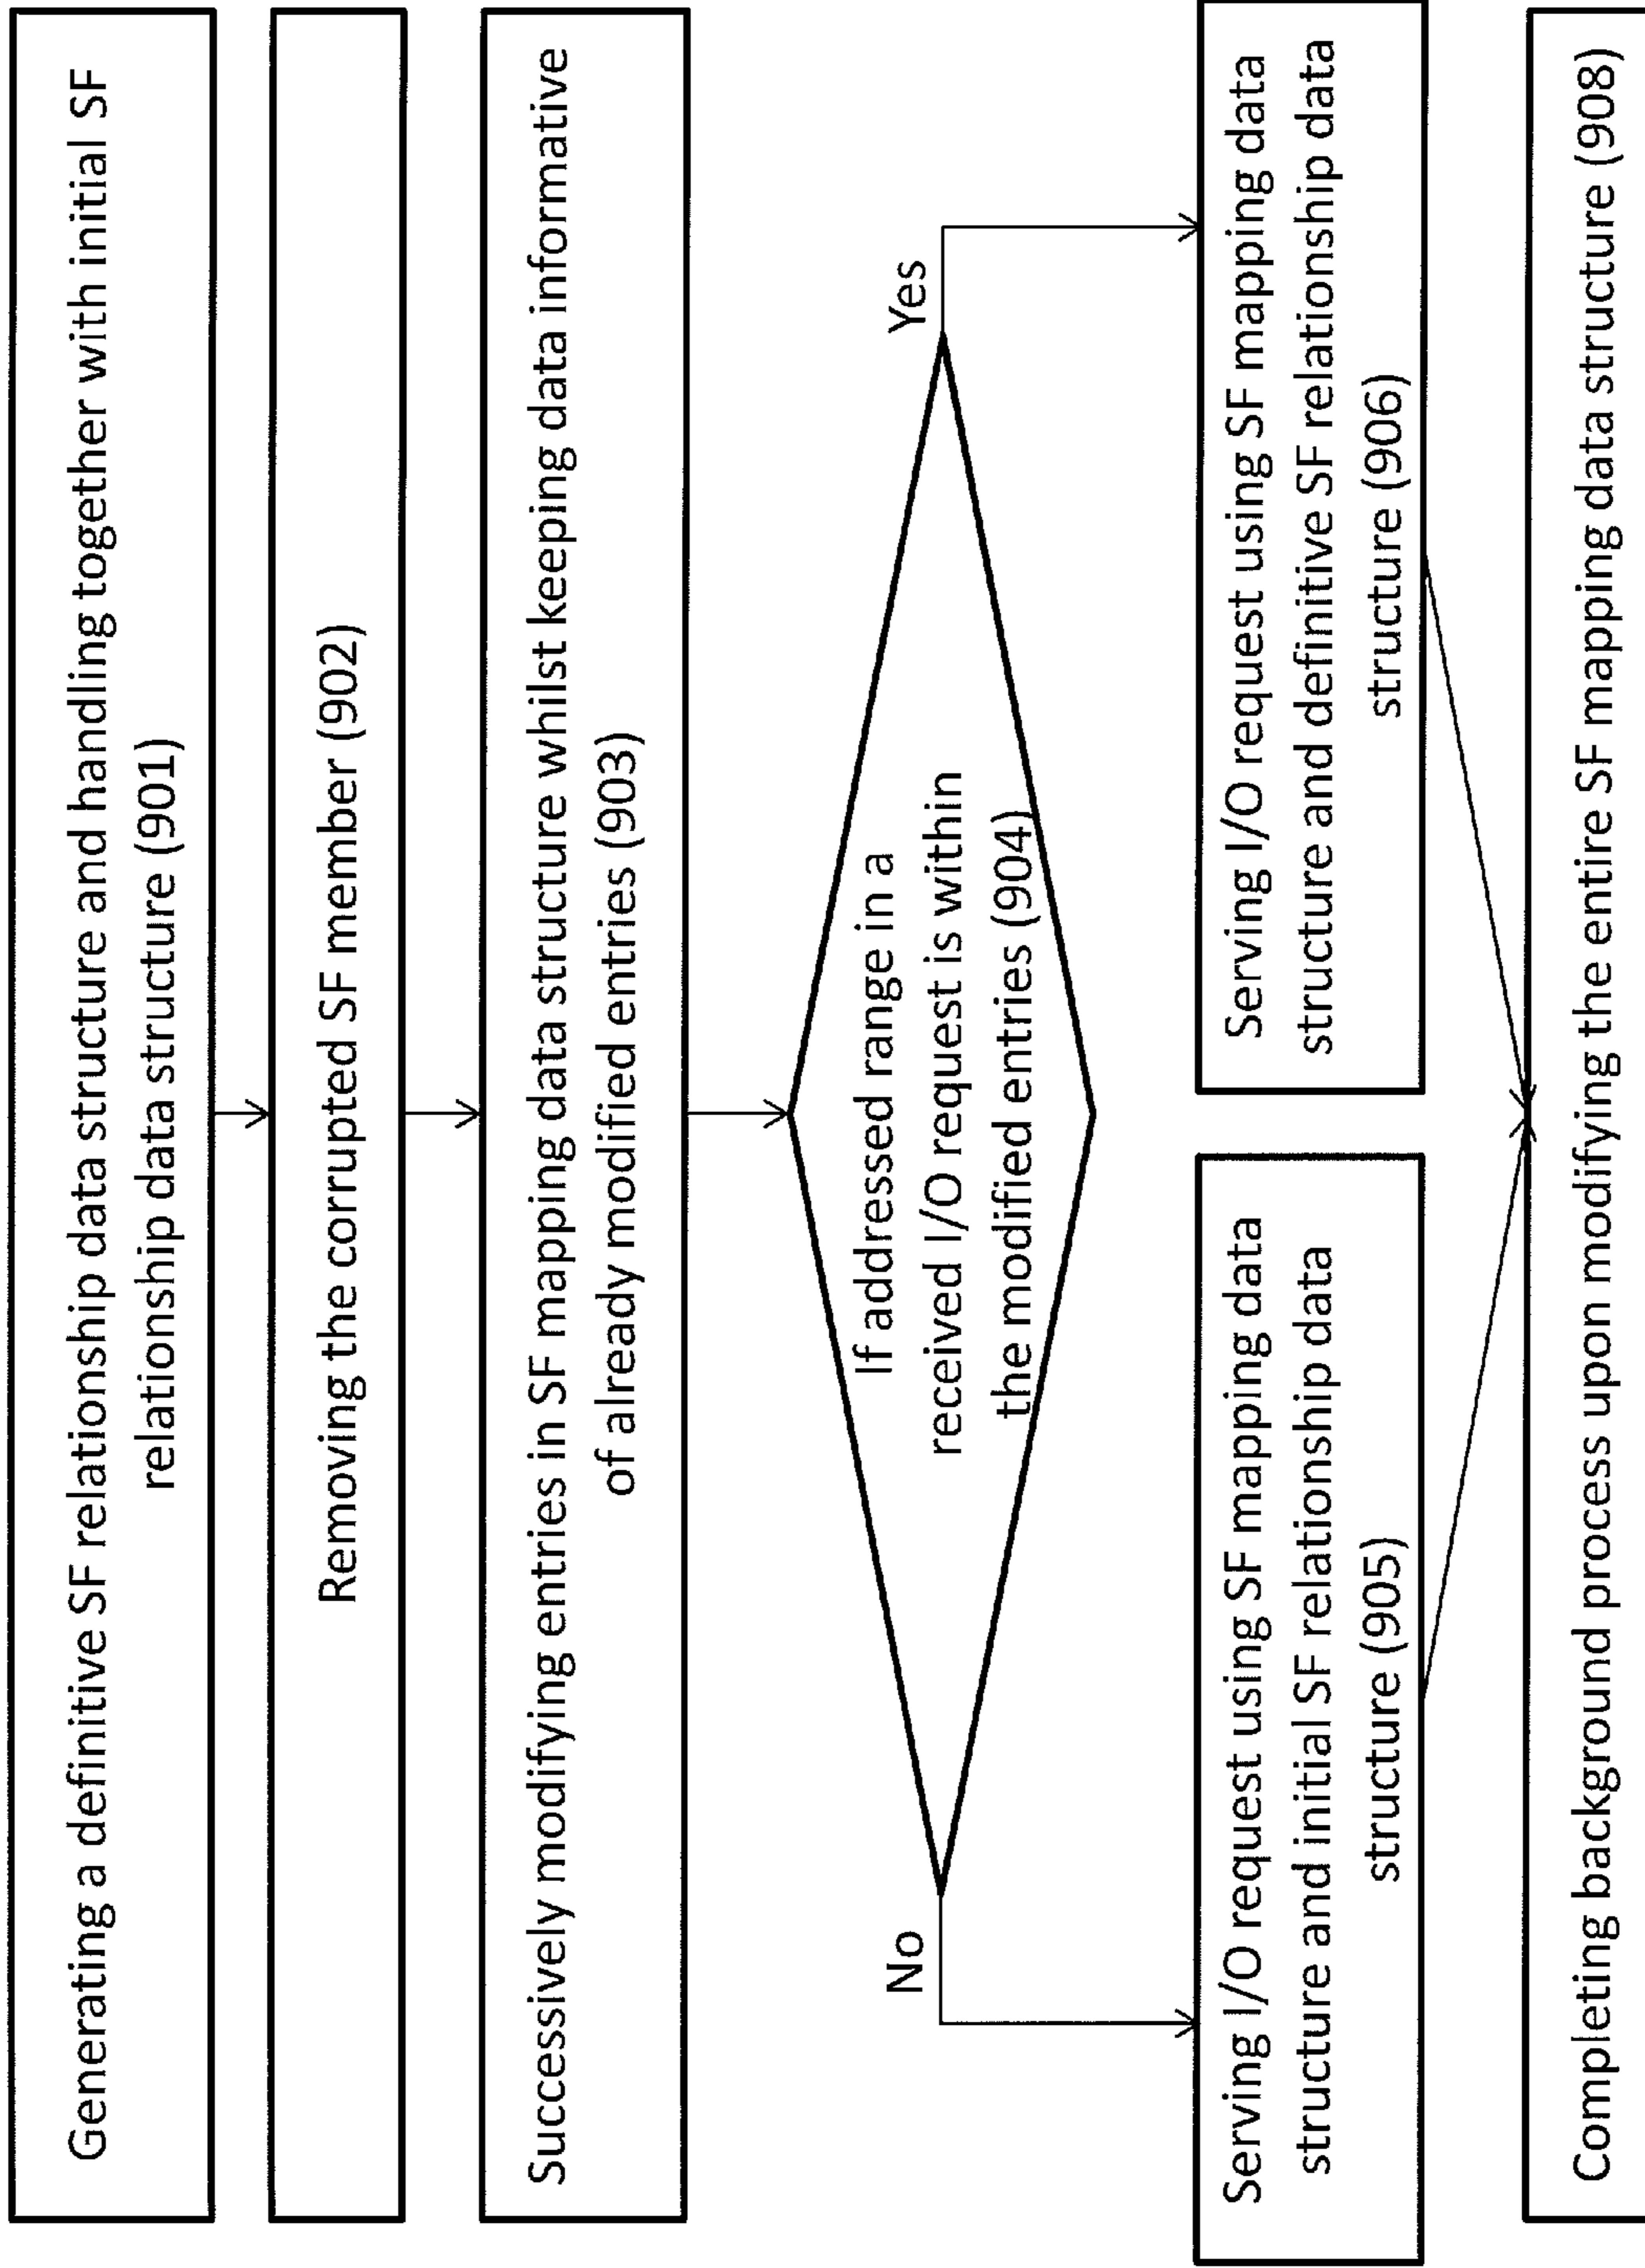 Generating a definitive SF relationship data structure and handling together with initial SF
relationship data structure (901)
Removing the corrupted SF member (902)
Successively modifying entries in SF mapping data structure whilst keeping data informative
of already modified entries (903)
If addressed range in a
received I/O request is within
the modified entries (904)
No
Yes
Serving I/O request using SF mapping data
structure and initial SF relationship data
structure (905)
Serving I/O request using SF mapping data
structure and definitive SF relationship data
structure (906)
Completing background process upon modifying the entire SF mapping data structure (908)